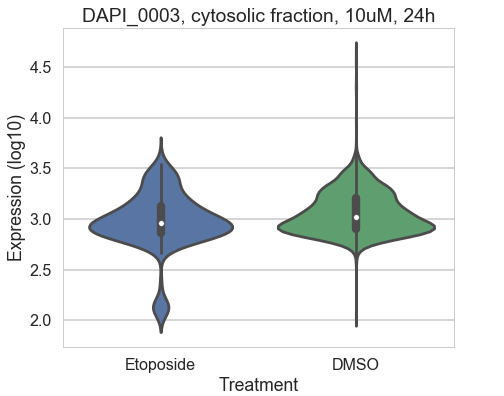 DAPI_0003, cytosolic fraction, 10uM, 24h
Expression (log10)
4.5
4.0
3.5
3.0
2.5
2.0
Etoposide DMSO
Treatment